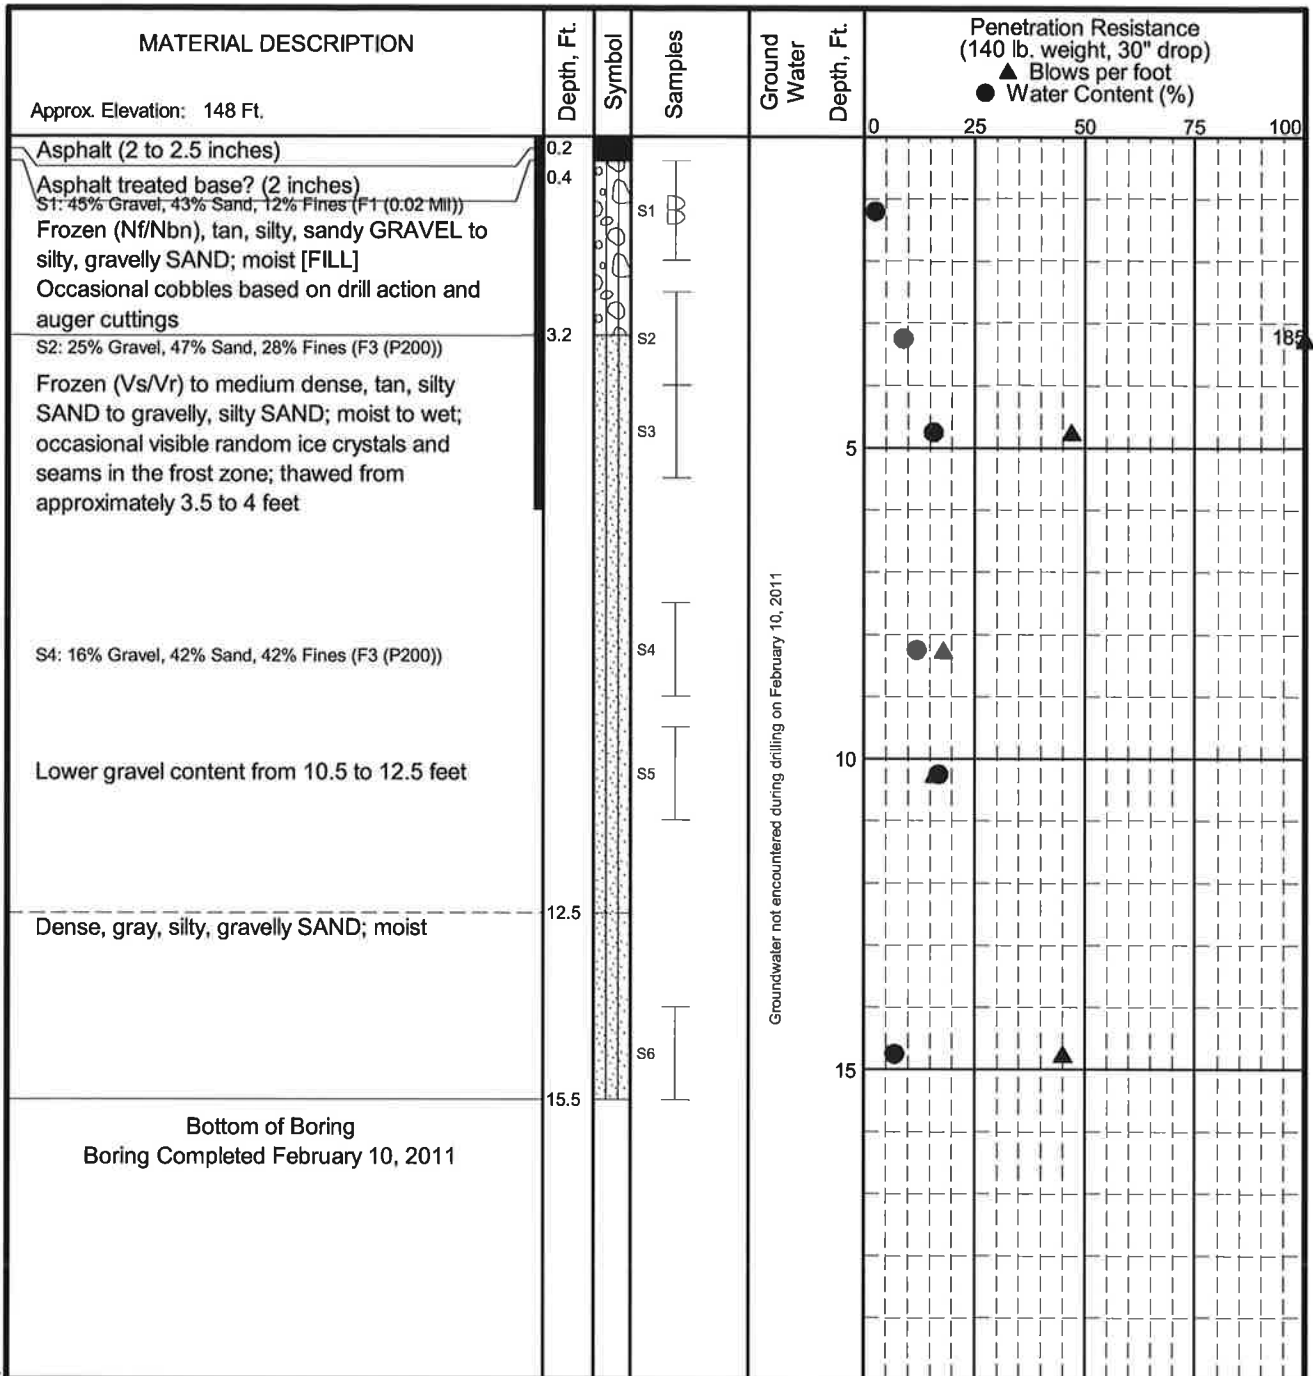 MATERIAL DESCRIPTION
Approx. Elevation: 148 Ft.
Depth, Ft.
Symbol
Samples
Ground
Water
Depth, Ft.
Penetration Resistance
(140 lb. weight, 30" drop)
▲ Blows per foot
● Water Content (%)
0 25 50 75 100
Asphalt (2 to 2.5 inches)
0.2
Asphalt treated base? (2 inches)
0.4
S1: 45% Gravel, 43% Sand, 12% Fines (F1 (0.02 Mil))
S1
Frozen (Nf/Nbn), tan, silty, sandy GRAVEL to
silty, gravelly SAND; moist [FILL]
Occasional cobbles based on drill action and
auger cuttings
3.2
S2
185
S2: 25% Gravel, 47% Sand, 28% Fines (F3 (P200))
Frozen (Vs/Vr) to medium dense, tan, silty
SAND to gravelly, silty SAND; moist to wet;
occasional visible random ice crystals and
seams in the frost zone; thawed from
approximately 3.5 to 4 feet
S3
5
S4: 16% Gravel, 42% Sand, 42% Fines (F3 (P200))
S4
Groundwater not encountered during drilling on February 10, 2011
10
Lower gravel content from 10.5 to 12.5 feet
S5
12.5
Dense, gray, silty, gravelly SAND; moist
S6
15
15.5
Bottom of Boring
Boring Completed February 10, 2011